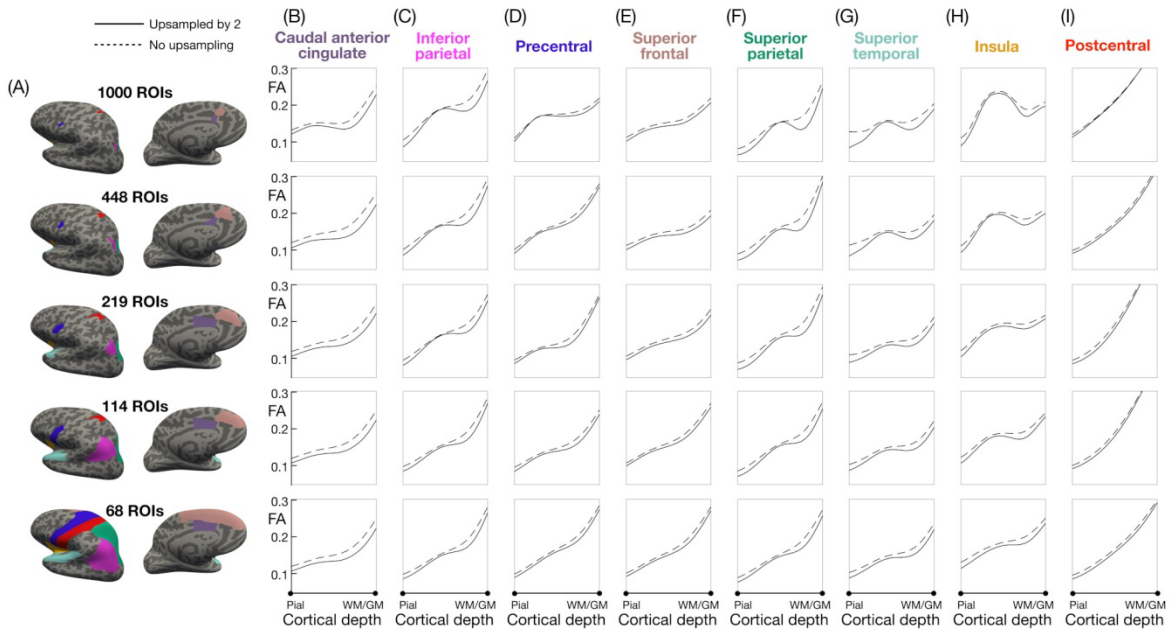 Upsampled by 2
No upsampling
(A)
(B)
Caudal anterior
cingulate
(C)
Inferior
parietal
(D)
Precentral
(E)
Superior
frontal
(F)
Superior
parietal
(G)
Superior
temporal
(H)
Insula
(I)
Postcentral
1000 ROIs
0.3
FA
0.2
0.1
448 ROIs
0.3
FA
0.2
0.1
219 ROIs
0.3
FA
0.2
0.1
114 ROIs
0.3
FA
0.2
0.1
68 ROIs
0.3
FA
0.2
0.1
Pial WM/GM Pial WM/GM Pial WM/GM Pial WM/GM Pial WM/GM Pial WM/GM Pial WM/GM Pial WM/GM
Cortical depth Cortical depth Cortical depth Cortical depth Cortical depth Cortical depth Cortical depth Cortical depth